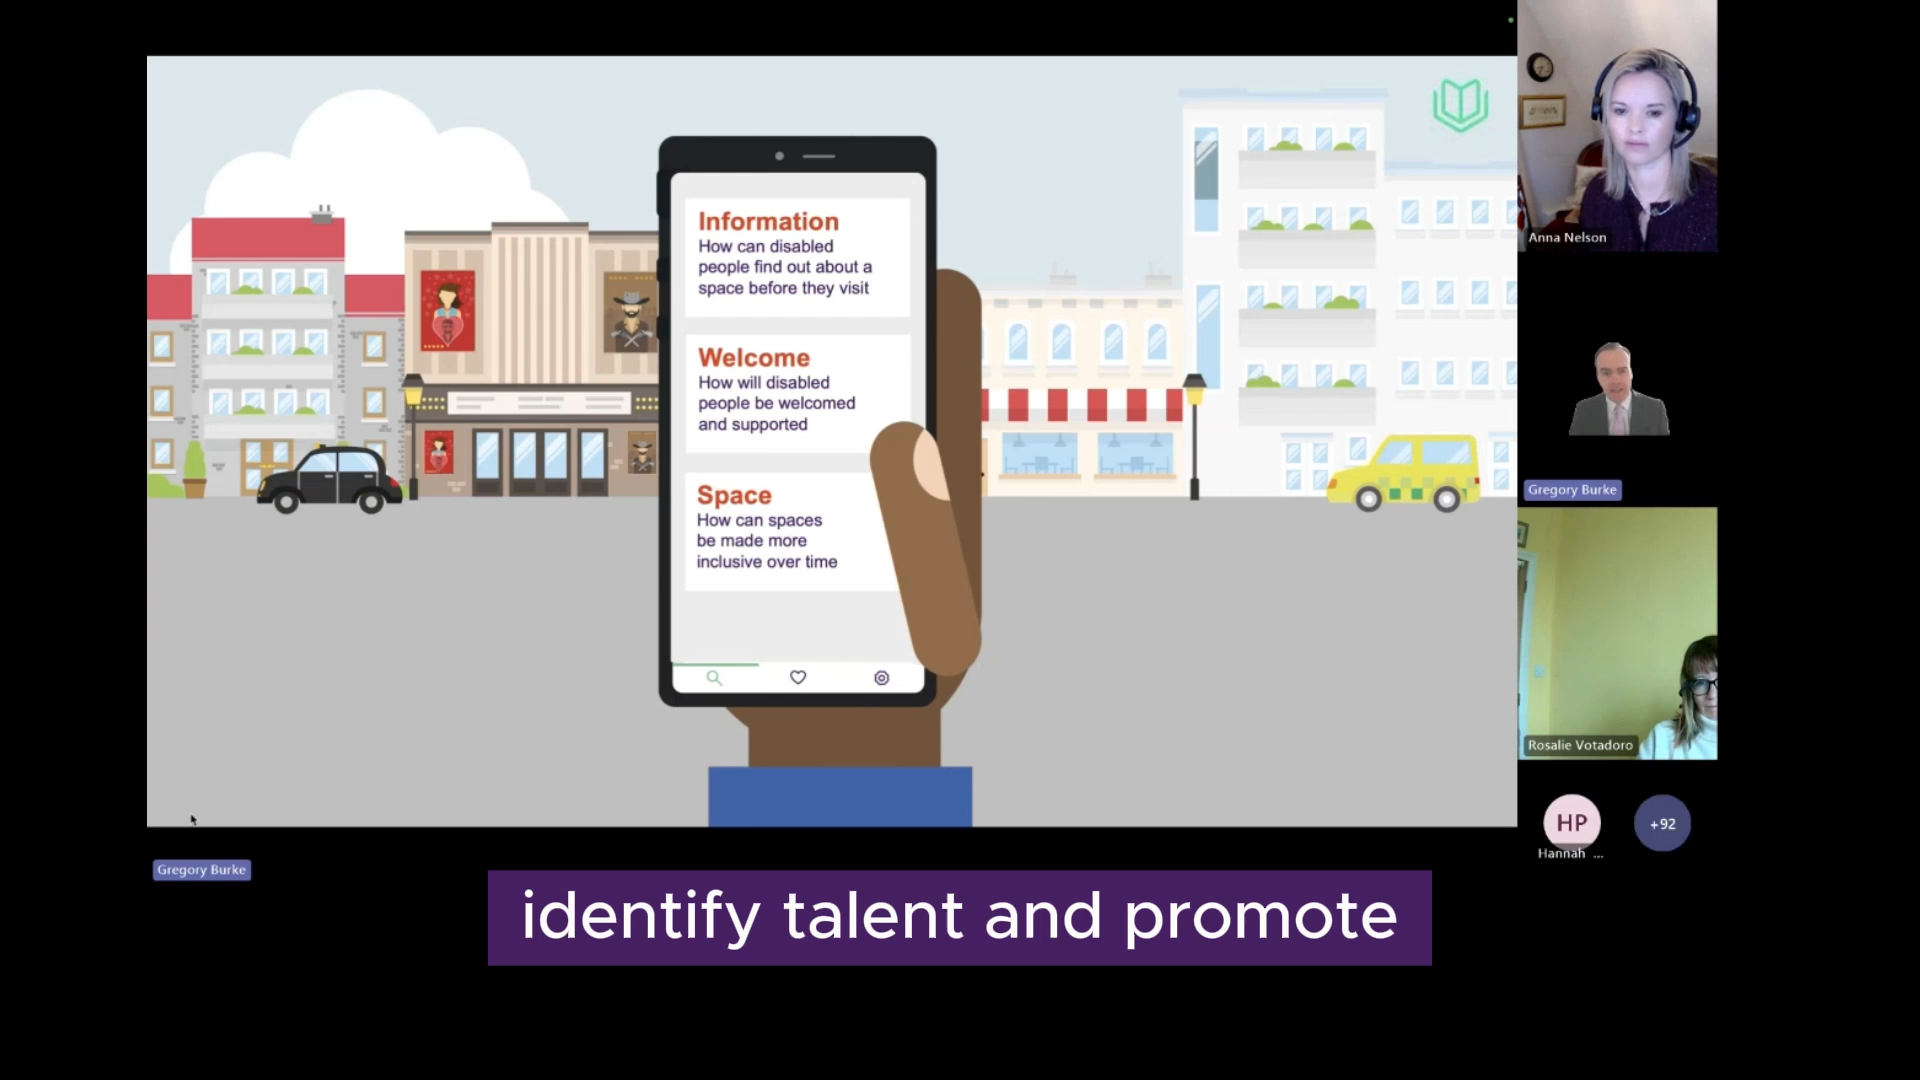 Information
How can disabled
people find out about a
space before they visit
Welcome
How will disabled
people be welcomed
and supported
Space
How can spaces
be made more
inclusive over time
Anna Nelson
Gregory Burke
Rosalie Votadoro
HP
Hannah ...
+92
Gregory Burke
identify talent and promote